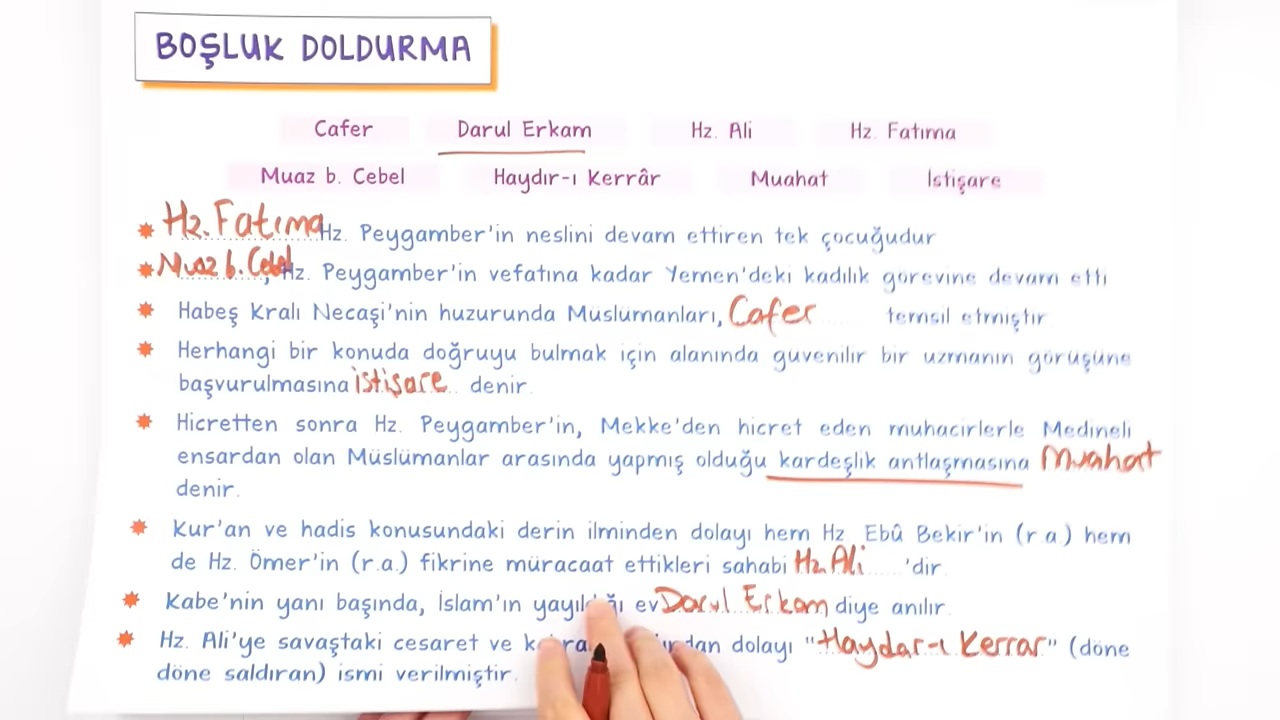 BOŞLUK DOLDURMA
Cafer Darul Erkam Hz. Ali Hz. Fatıma
Muaz b. Cebel Haydır-ı Kerrâr Muahat İstişare
Hz. Fatıma Hz. Peygamber'in neslini devam ettiren tek çocuğudur
Muaz b. Cebel, Hz. Peygamber'in vefatına kadar Yemen'deki kadılık görevine devam etti
Habeş Kralı Necaşi'nin huzurunda Müslümanları, Cafer temsil etmiştir
Herhangi bir konuda doğruyu bulmak için alanında güvenilir bir uzmanın görüşüne
başvurulmasına istişare denir.
Hicretten sonra Hz. Peygamber'in, Mekke'den hicret eden muhacirlerle Medineli
ensardan olan Müslümanlar arasında yapmış olduğu kardeşlik antlaşmasına Muahat
denir.
Kur'an ve hadis konusundaki derin ilminden dolayı hem Hz. Ebû Bekir'in (r.a.) hem
de Hz. Ömer'in (r.a.) fikrine müracaat ettikleri sahabi Hz. Ali 'dir.
Kabe'nin yanı başında, İslam'ın yayıldığı ev Darul Erkam diye anılır.
Hz. Ali'ye savaştaki cesaret ve dolayı "Haydar-ı Kerrar" (döne
döne saldıran) ismi verilmiştir.